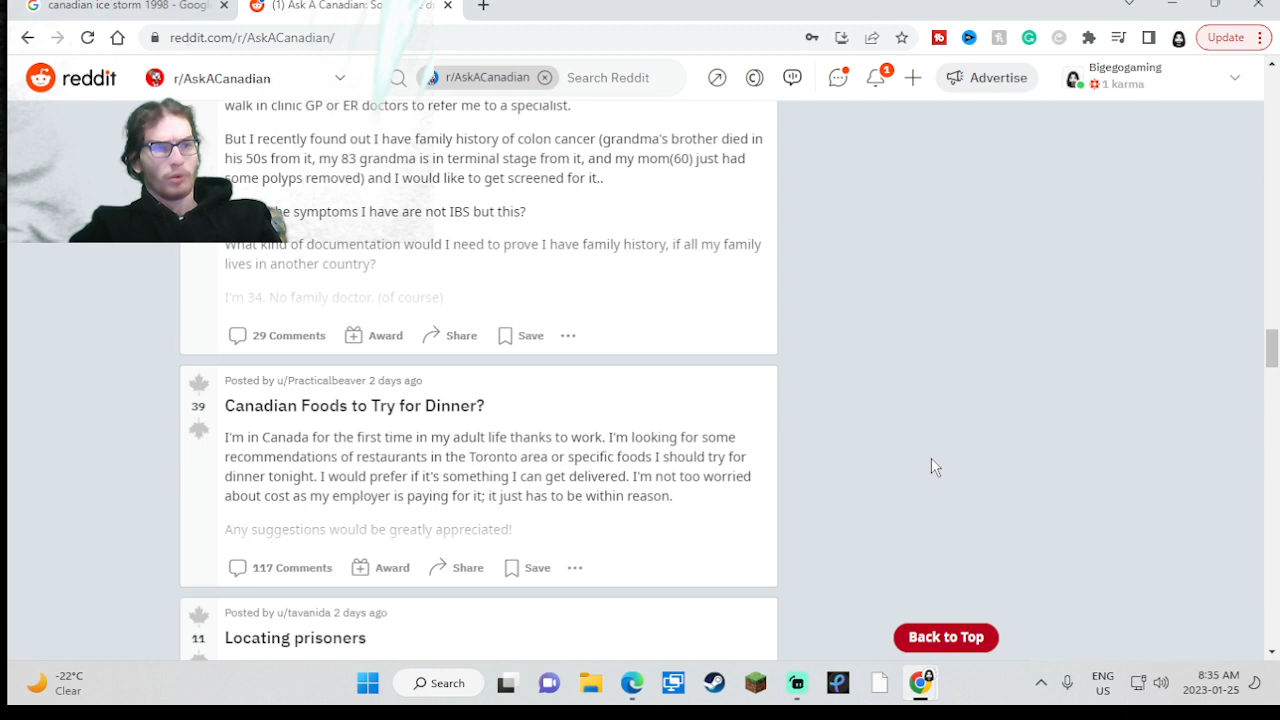 canadian ice storm 1998 - Google
(1) Ask A Canadian: So
reddit.com/r/AskACanadian/
Update
reddit
r/AskACanadian
r/AskACanadian
Search Reddit
Advertise
1
Bigegogaming
1 karma
walk in clinic GP or ER doctors to refer me to a specialist.
But I recently found out I have family history of colon cancer (grandma's brother died in
his 50s from it, my 83 grandma is in terminal stage from it, and my mom(60) just had
some polyps removed) and I would like to get screened for it..
symptoms I have are not IBS but this?
What kind of documentation would I need to prove I have family history, if all my family
lives in another country?
I'm 34. No family doctor. (of course)
29 Comments Award Share Save
Posted by u/Practicalbeaver 2 days ago
39
Canadian Foods to Try for Dinner?
I'm in Canada for the first time in my adult life thanks to work. I'm looking for some
recommendations of restaurants in the Toronto area or specific foods I should try for
dinner tonight. I would prefer if it's something I can get delivered. I'm not too worried
about cost as my employer is paying for it; it just has to be within reason.
Any suggestions would be greatly appreciated!
117 Comments Award Share Save
Posted by u/tavanida 2 days ago
11
Locating prisoners
Back to Top
-22°C
Clear
Search
ENG
US
8:35 AM
2023-01-25